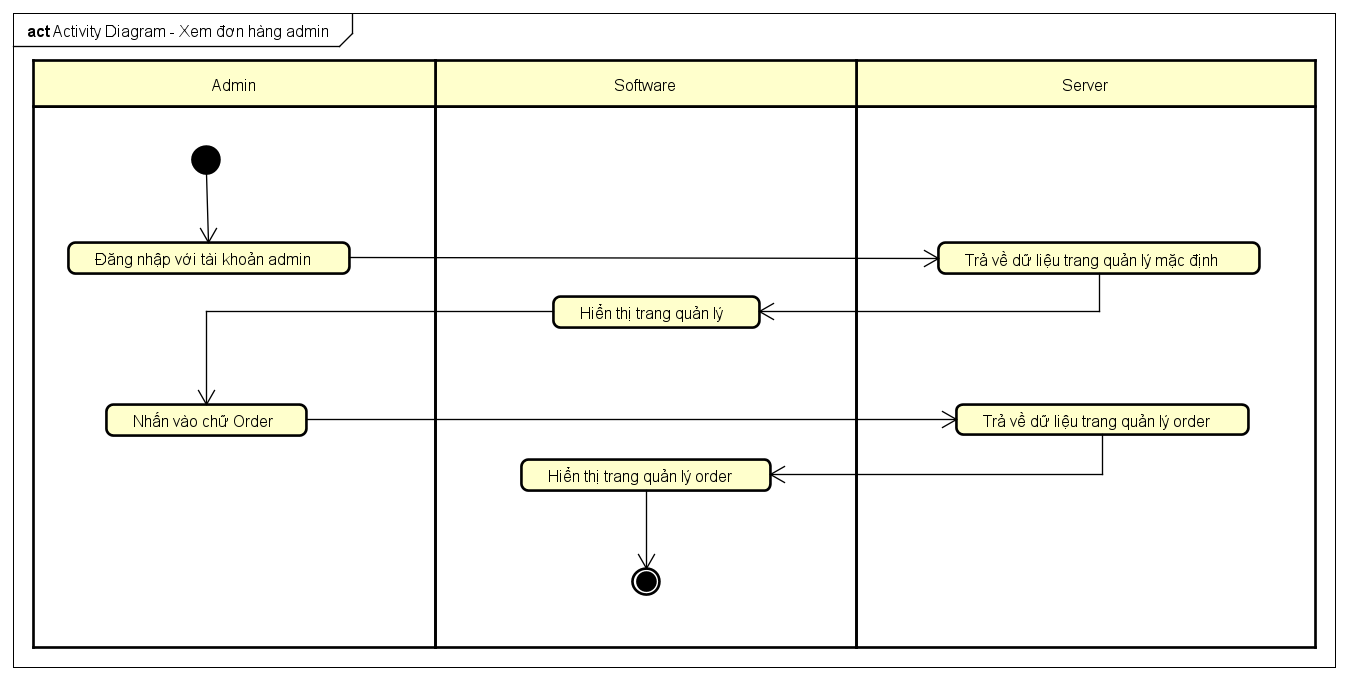 act Activity Diagram - Xem đơn hàng admin
Admin
Software
Server
Đăng nhập với tài khoản admin
Trả về dữ liệu trang quản lý mặc định
Hiển thị trang quản lý
Nhấn vào chữ Order
Trả về dữ liệu trang quản lý order
Hiển thị trang quản lý order